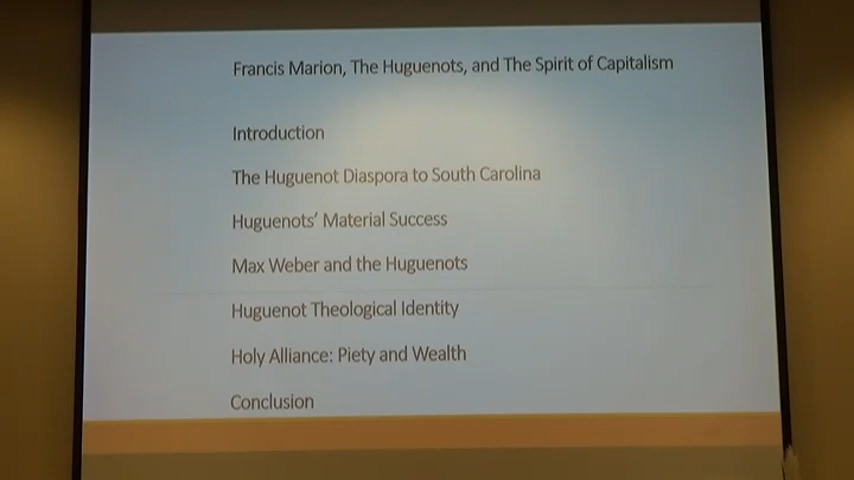 Francis Marion, The Huguenots, and The Spirit of Capitalism
Introduction
The Huguenot Diaspora to South Carolina
Huguenots' Material Success
Max Weber and the Huguenots
Huguenot Theological Identity
Holy Alliance: Piety and Wealth
Conclusion